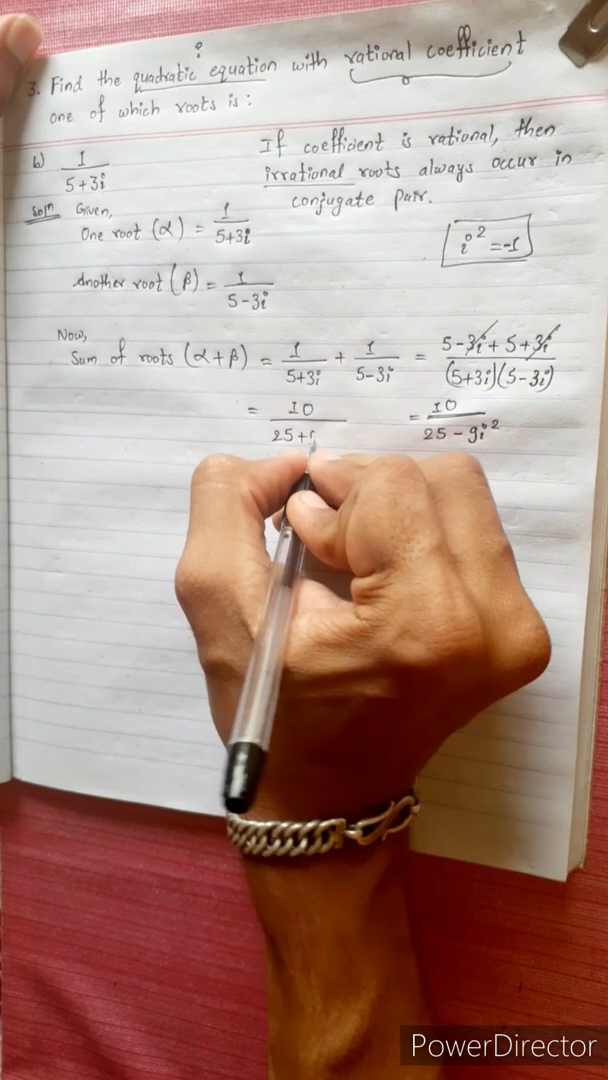 3. Find the quadratic equation with rational coefficient
one of which roots is :
b) 1/(5+3i)
If coefficient is rational, then
irrational roots always occur in
conjugate pair.
Soln Given,
One root (α) = 1/(5+3i)
i² = -1
Another root (β) = 1/(5-3i)
Now,
Sum of roots (α+β) = 1/(5+3i) + 1/(5-3i) = (5-3i+5+3i)/((5+3i)(5-3i))
= 10/(25+ = 10/(25-9i²)
PowerDirector